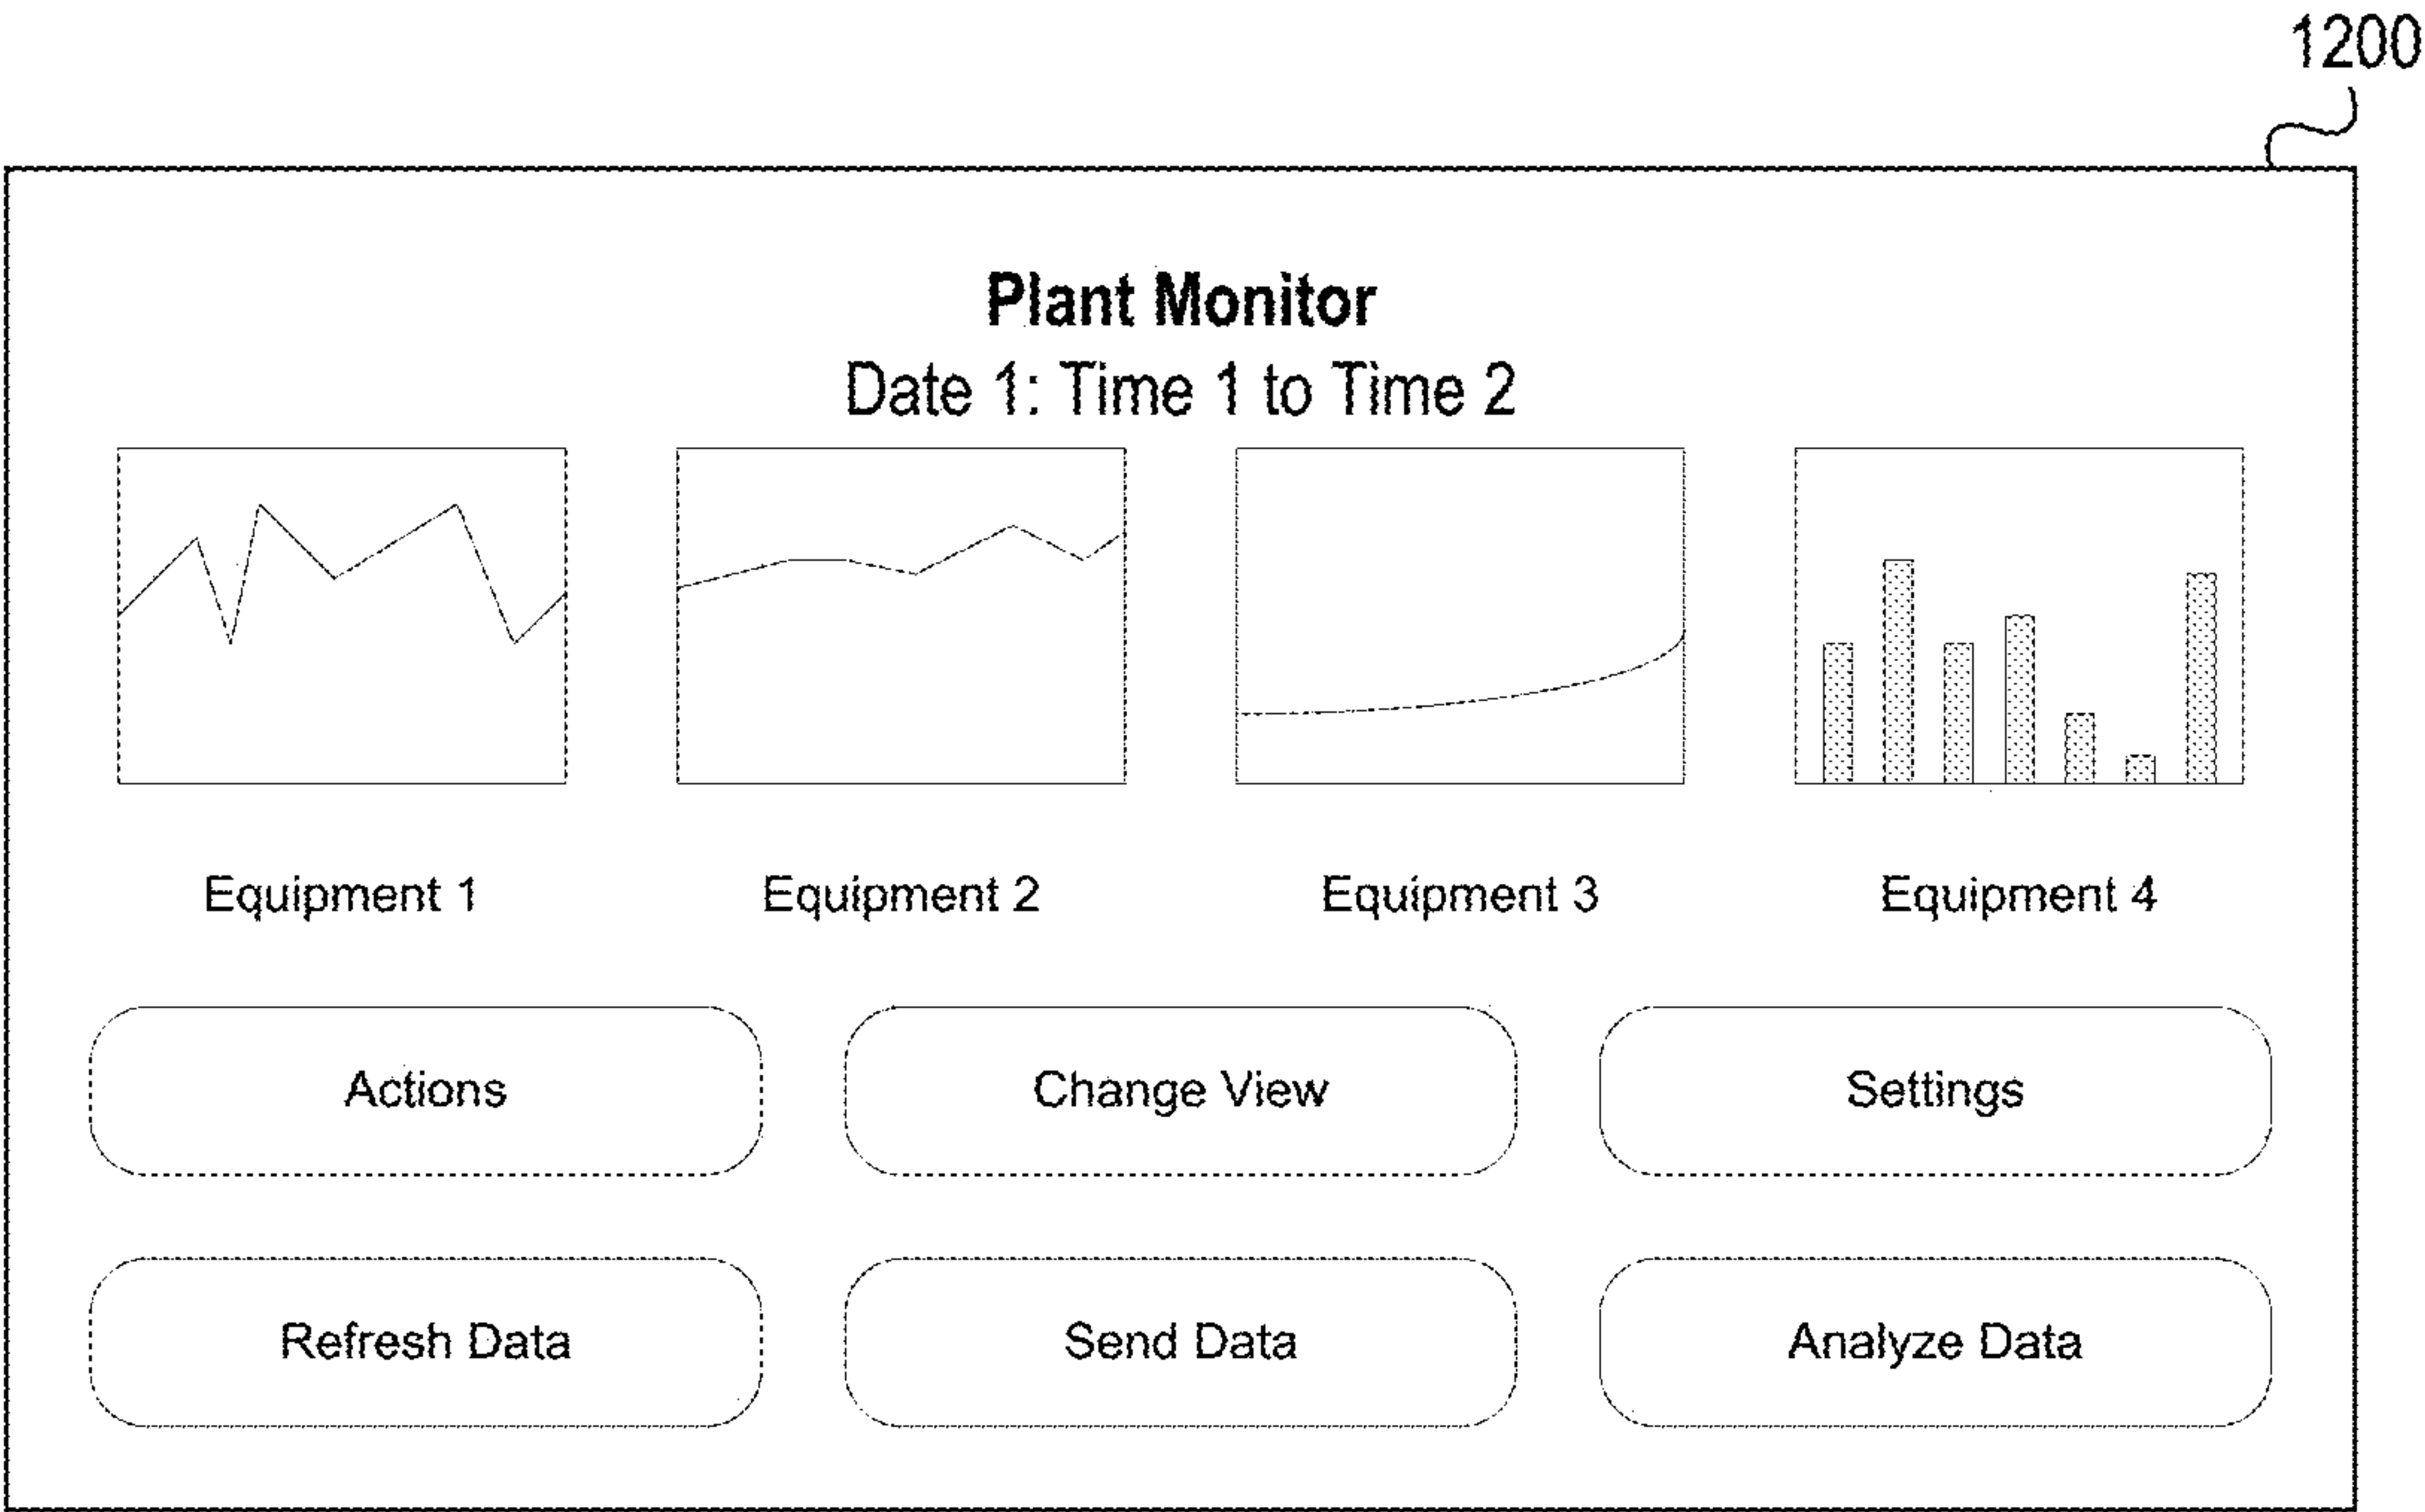 1200
Plant Monitor
Date 1: Time 1 to Time 2
Equipment 1
Equipment 2
Equipment 3
Equipment 4
Actions
Change View
Settings
Refresh Data
Send Data
Analyze Data